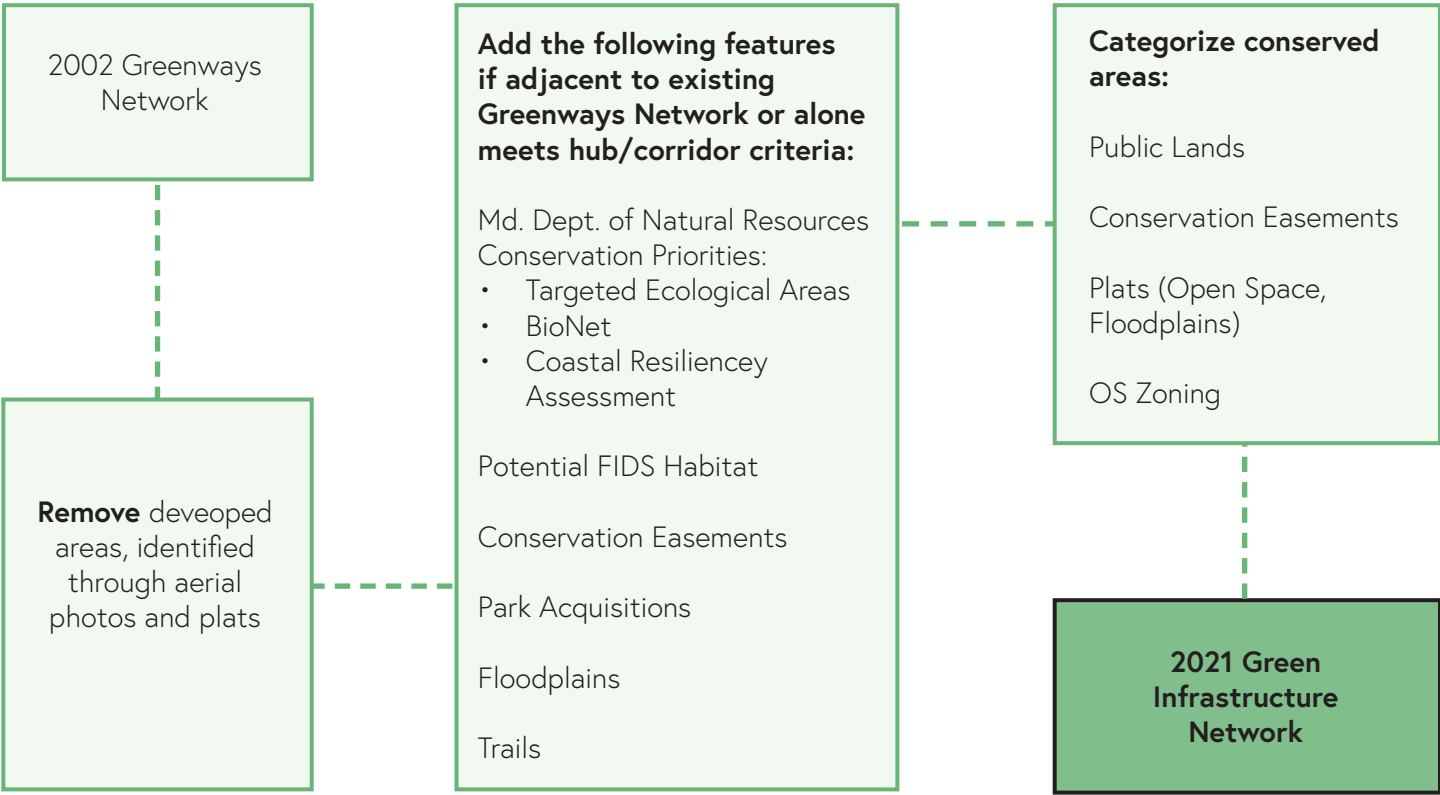 2002 Greenways
Network
Remove deveoped
areas, identified
through aerial
photos and plats
Add the following features
if adjacent to existing
Greenways Network or alone
meets hub/corridor criteria:
Md. Dept. of Natural Resources
Conservation Priorities:
• Targeted Ecological Areas
• BioNet
• Coastal Resiliencey
Assessment
Potential FIDS Habitat
Conservation Easements
Park Acquisitions
Floodplains
Trails
Categorize conserved
areas:
Public Lands
Conservation Easements
Plats (Open Space,
Floodplains)
OS Zoning
2021 Green
Infrastructure
Network